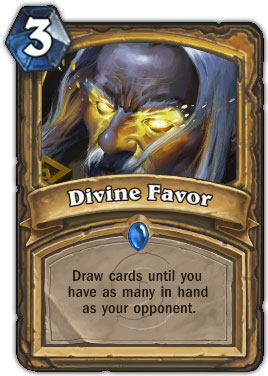 3
Divine Favor
Draw cards until you
have as many in hand
as your opponent.